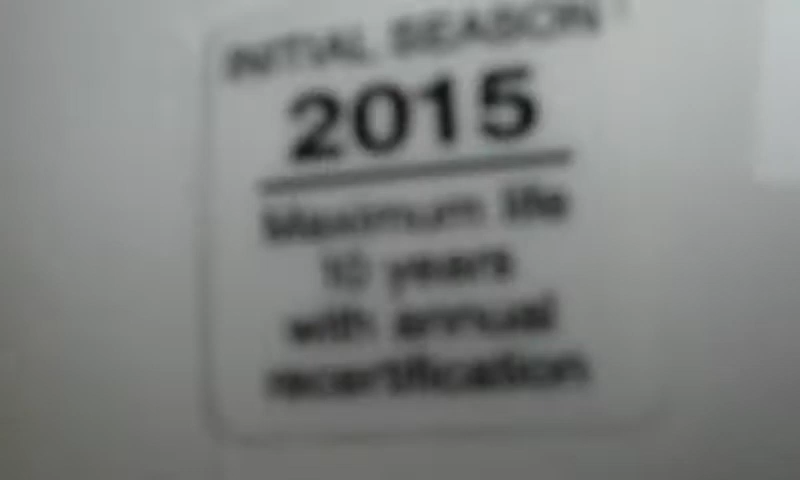 INITIAL SEASON
2015
Maximum life
10 years
with annual
recertification